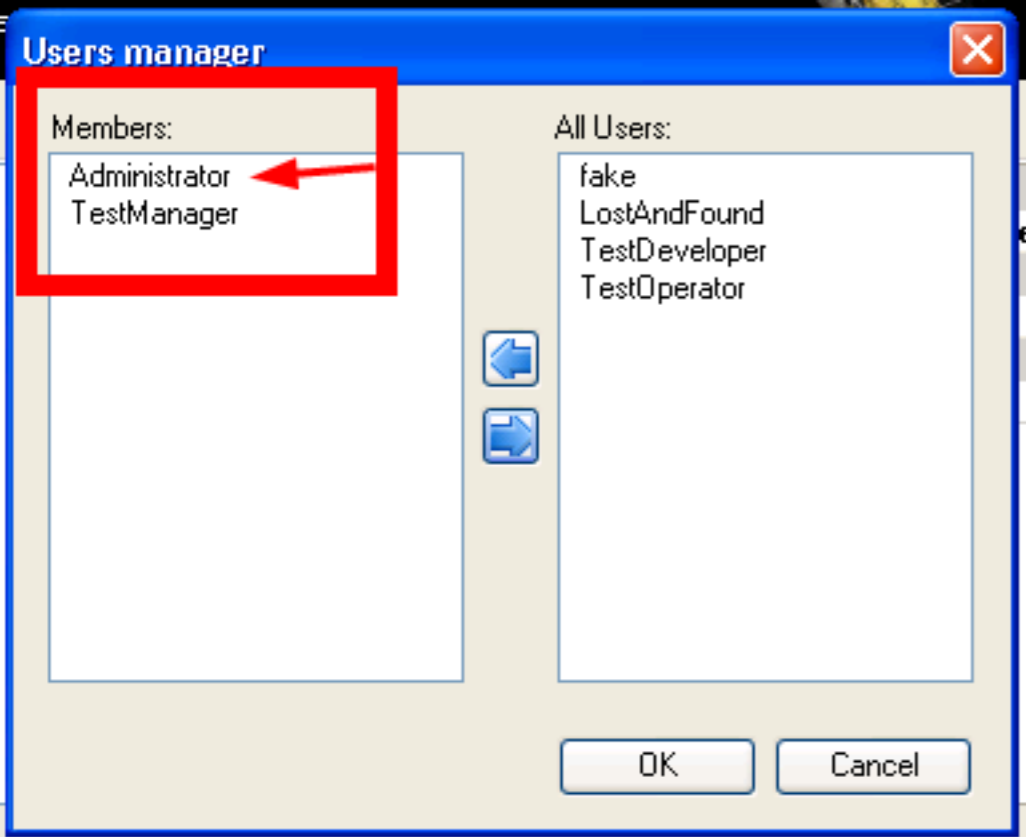 Users manager
Members:
Administrator
TestManager
All Users:
fake
LostAndFound
TestDeveloper
TestOperator
OK
Cancel